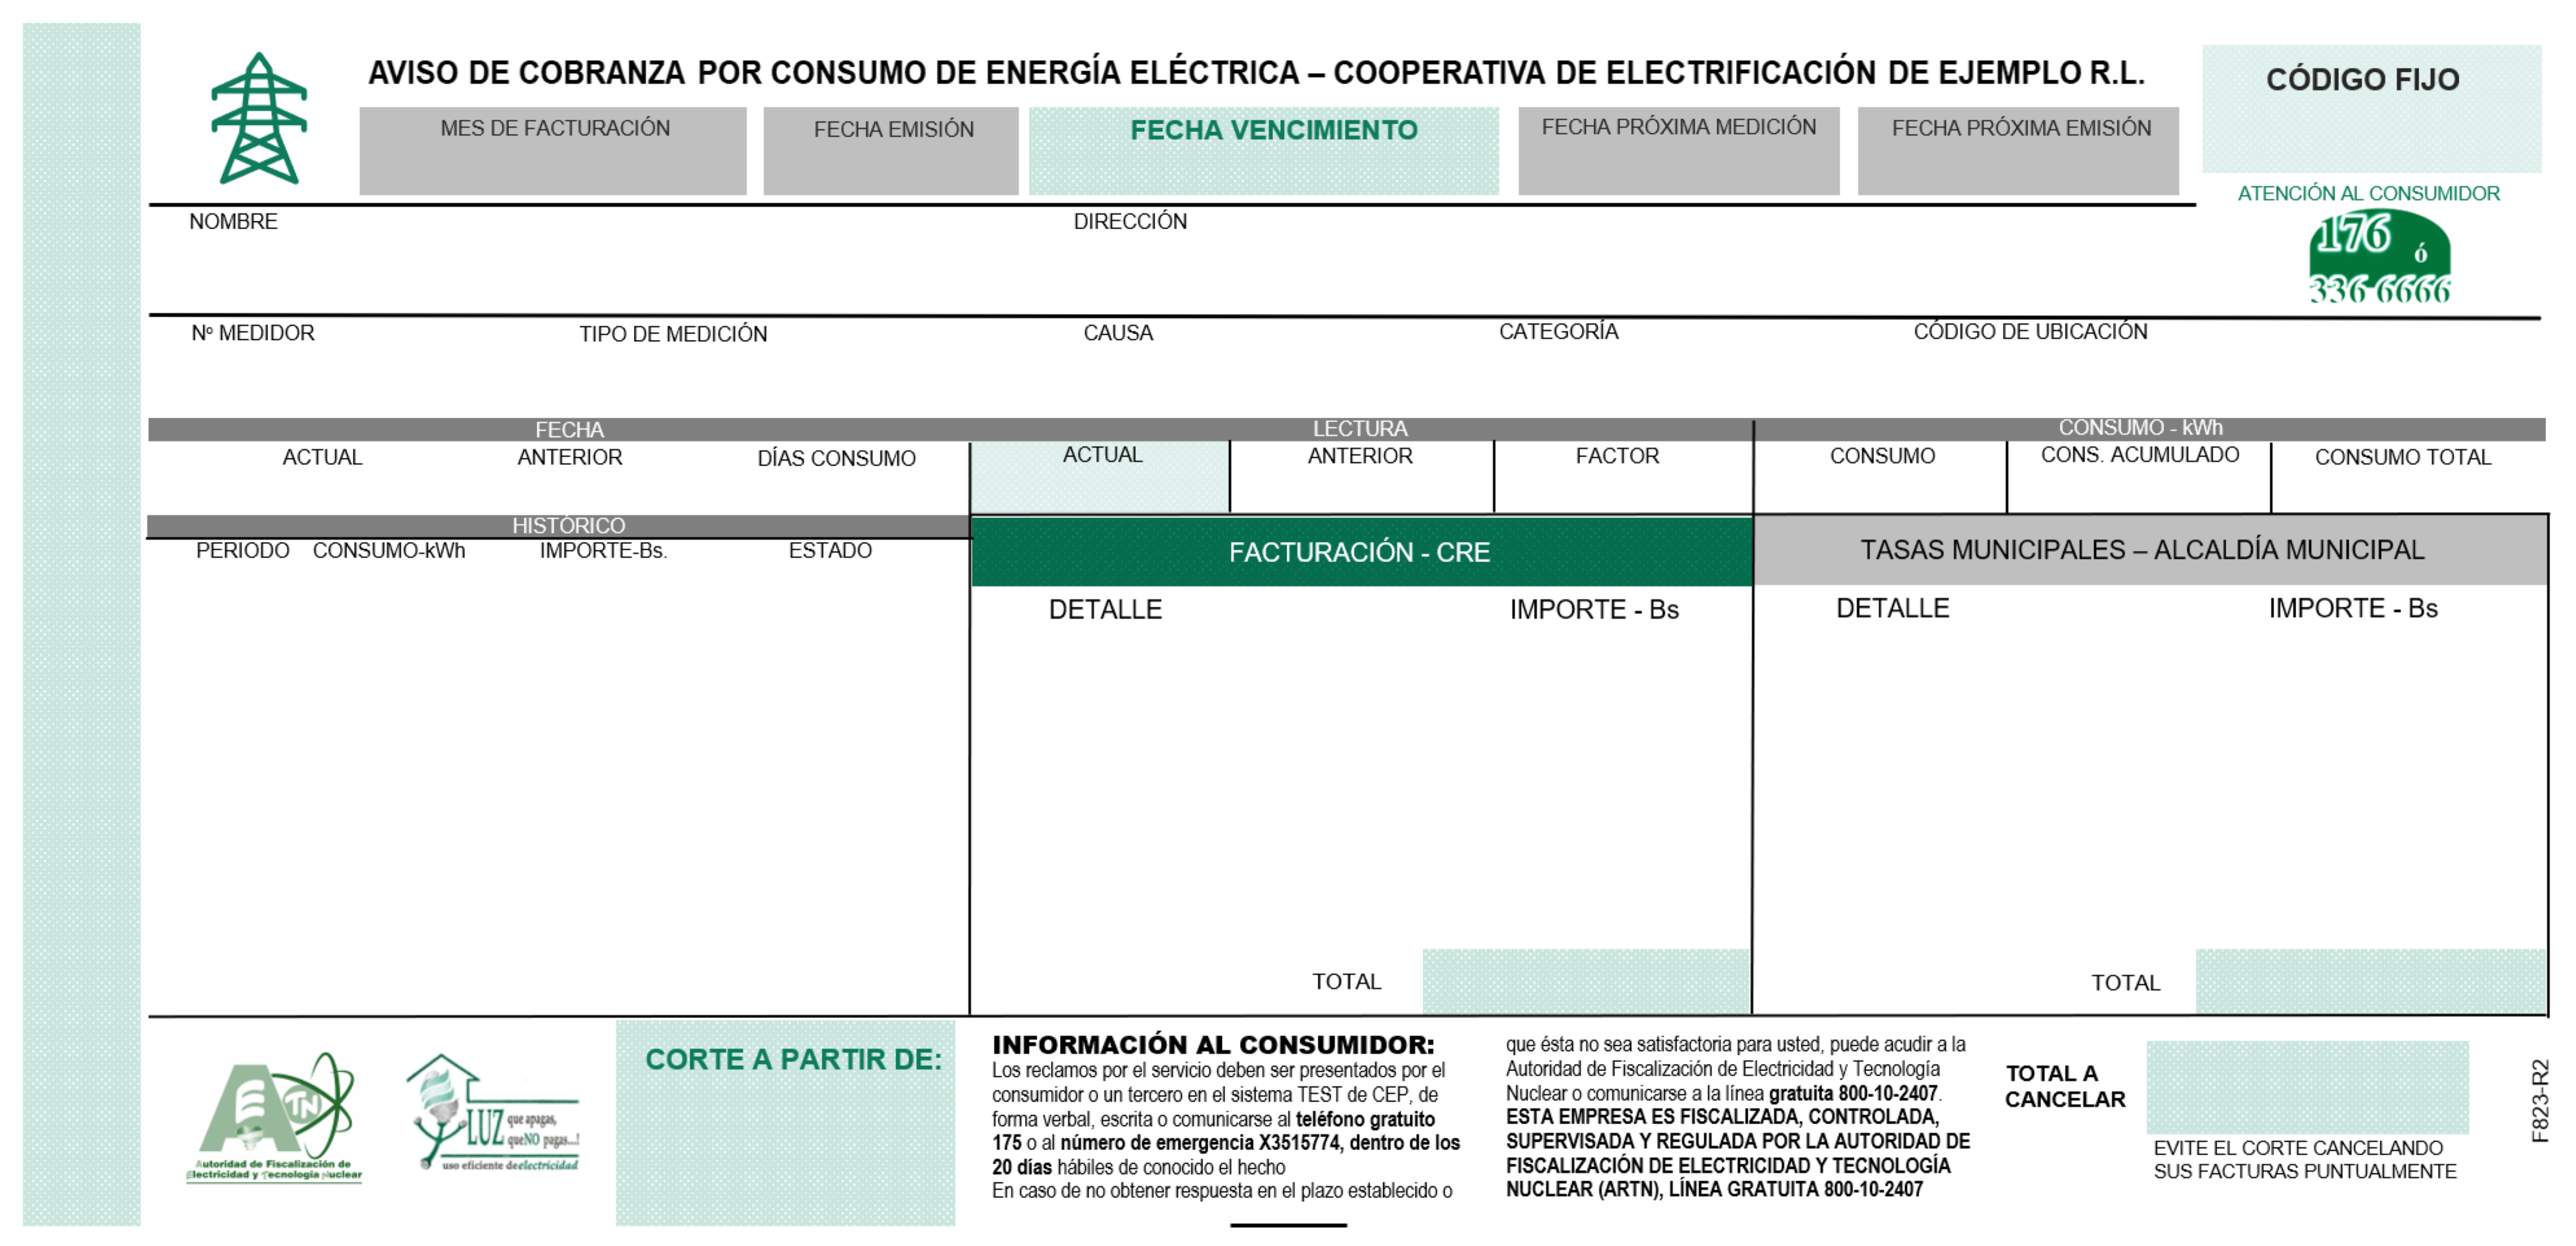 AVISO DE COBRANZA POR CONSUMO DE ENERGÍA ELÉCTRICA – COOPERATIVA DE ELECTRIFICACIÓN DE EJEMPLO R.L.
CÓDIGO FIJO
MES DE FACTURACIÓN
FECHA EMISIÓN
FECHA VENCIMIENTO
FECHA PRÓXIMA MEDICIÓN
FECHA PRÓXIMA EMISIÓN
ATENCIÓN AL CONSUMIDOR
176 ó
336-6666
NOMBRE
DIRECCIÓN
Nº MEDIDOR
TIPO DE MEDICIÓN
CAUSA
CATEGORÍA
CÓDIGO DE UBICACIÓN
FECHA
LECTURA
CONSUMO - kWh
ACTUAL
ANTERIOR
DÍAS CONSUMO
ACTUAL
ANTERIOR
FACTOR
CONSUMO
CONS. ACUMULADO
CONSUMO TOTAL
HISTÓRICO
PERIODO
CONSUMO-kWh
IMPORTE-Bs.
ESTADO
FACTURACIÓN - CRE
DETALLE
IMPORTE - Bs
TOTAL
TASAS MUNICIPALES – ALCALDÍA MUNICIPAL
DETALLE
IMPORTE - Bs
TOTAL
AETN
Autoridad de Fiscalización de
Electricidad y Tecnología Nuclear
LUZ que apagas,
que NO pagas...!
uso eficiente de electricidad
CORTE A PARTIR DE:
INFORMACIÓN AL CONSUMIDOR:
Los reclamos por el servicio deben ser presentados por el
consumidor o un tercero en el sistema TEST de CEP, de
forma verbal, escrita o comunicarse al teléfono gratuito
175 o al número de emergencia X3515774, dentro de los
20 días hábiles de conocido el hecho
En caso de no obtener respuesta en el plazo establecido o
que ésta no sea satisfactoria para usted, puede acudir a la
Autoridad de Fiscalización de Electricidad y Tecnología
Nuclear o comunicarse a la línea gratuita 800-10-2407.
ESTA EMPRESA ES FISCALIZADA, CONTROLADA,
SUPERVISADA Y REGULADA POR LA AUTORIDAD DE
FISCALIZACIÓN DE ELECTRICIDAD Y TECNOLOGÍA
NUCLEAR (ARTN), LÍNEA GRATUITA 800-10-2407
TOTAL A
CANCELAR
EVITE EL CORTE CANCELANDO
SUS FACTURAS PUNTUALMENTE
F823-R2